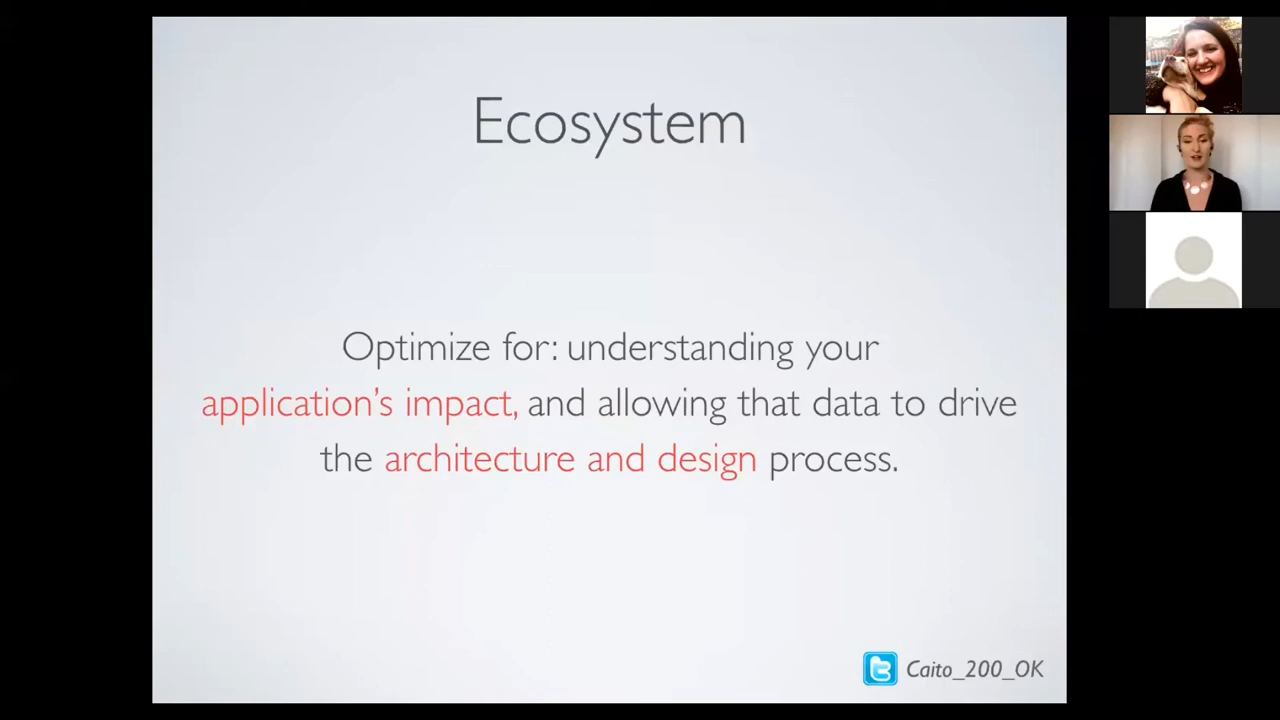 Ecosystem
Optimize for: understanding your
application’s impact, and allowing that data to drive
the architecture and design process.
Caito_200_OK